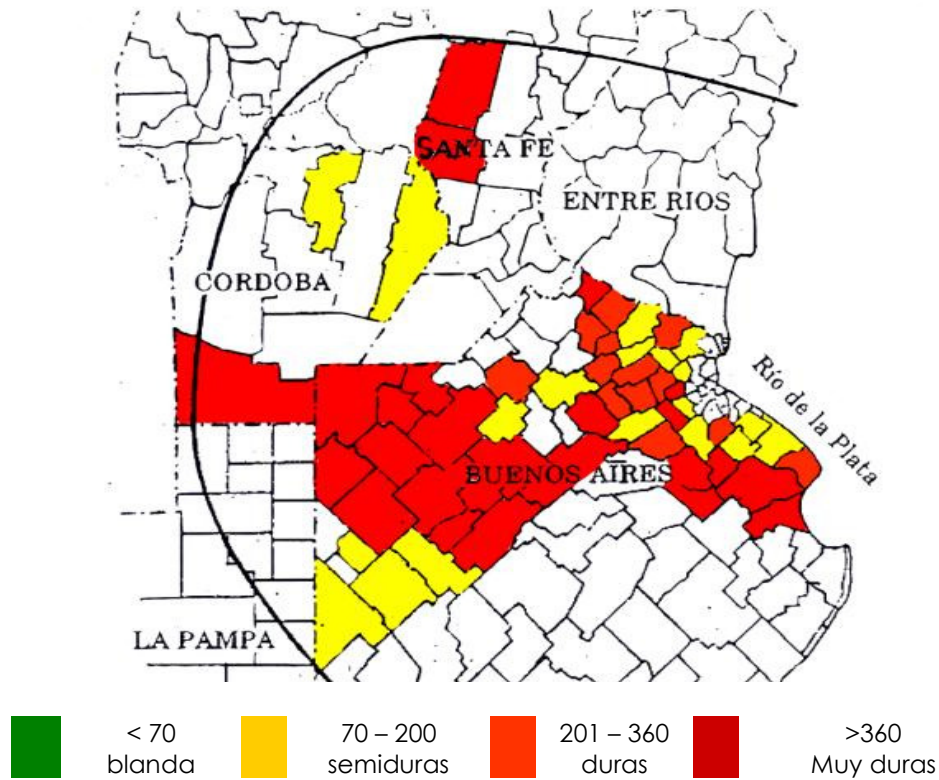 SANTA FE
ENTRE RIOS
CORDOBA
Río de la Plata
BUENOS AIRES
LA PAMPA
< 70
blanda
70 – 200
semiduras
201 – 360
duras
>360
Muy duras